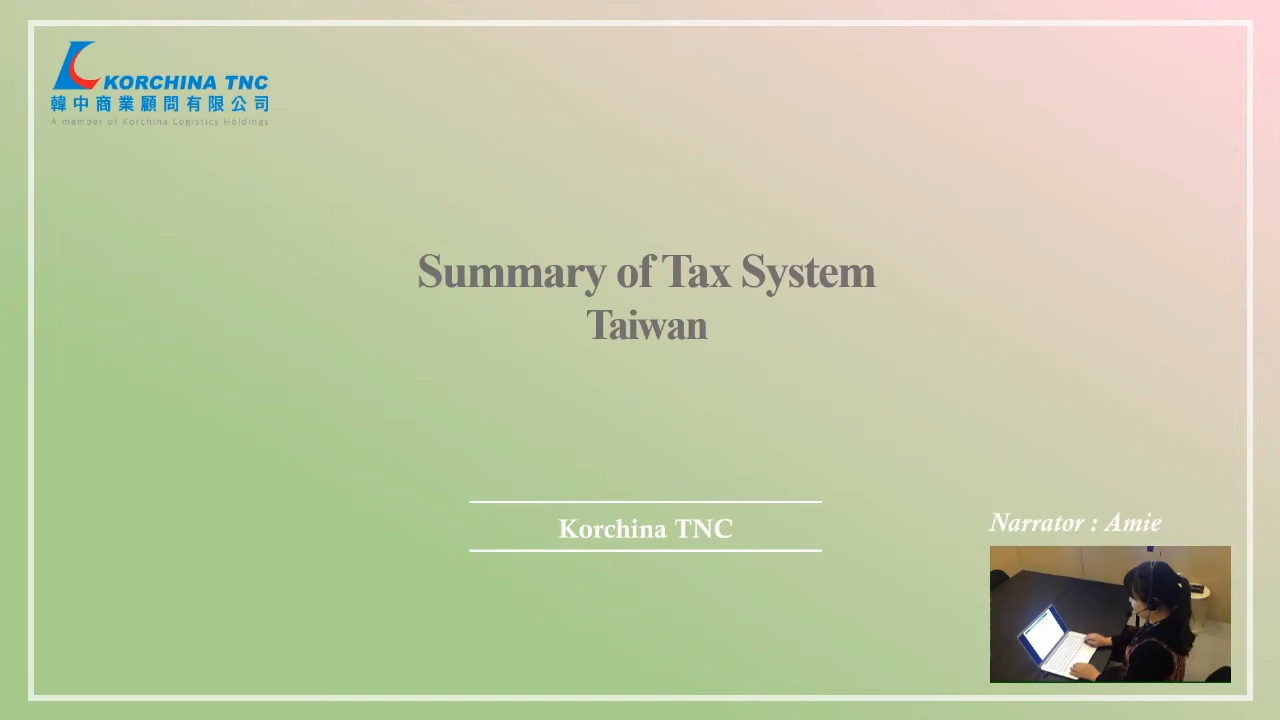 KORCHINA TNC
韓中商業顧問有限公司
A member of Korchina Logistics Holdings
Summary of Tax System
Taiwan
Korchina TNC
Narrator : Amie